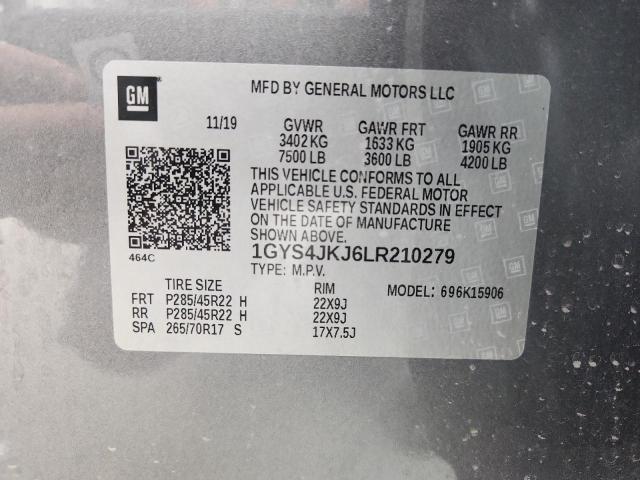 GM
MFD BY GENERAL MOTORS LLC
11/19 GVWR GAWR FRT GAWR RR
3402 KG 1633 KG 1905 KG
7500 LB 3600 LB 4200 LB
THIS VEHICLE CONFORMS TO ALL
APPLICABLE U.S. FEDERAL MOTOR
VEHICLE SAFETY STANDARDS IN EFFECT
ON THE DATE OF MANUFACTURE
SHOWN ABOVE.
464C
1GYS4JKJ6LR210279
TYPE: M.P.V.
TIRE SIZE RIM MODEL: 696K15906
FRT P285/45R22 H 22X9J
RR P285/45R22 H 22X9J
SPA 265/70R17 S 17X7.5J